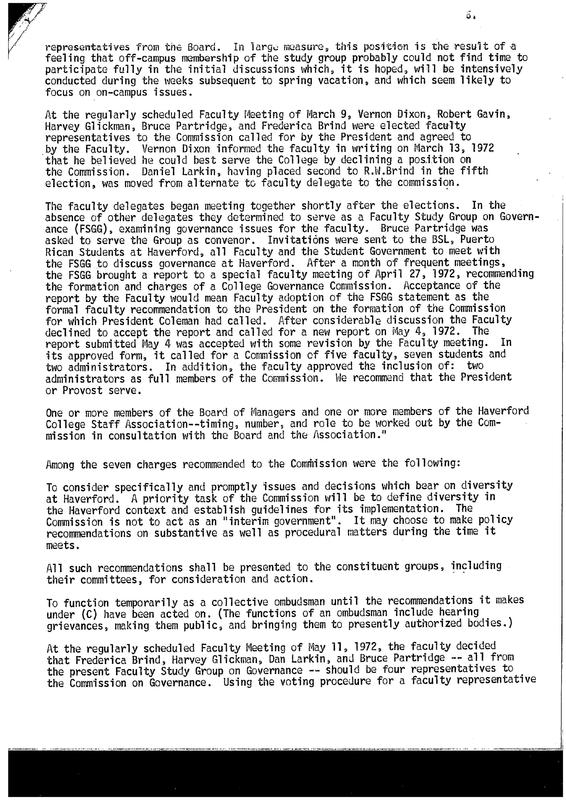 6.
representatives from the Board. In large measure, this position is the result of a
feeling that off-campus membership of the study group probably could not find time to
participate fully in the initial discussions which, it is hoped, will be intensively
conducted during the weeks subsequent to spring vacation, and which seem likely to
focus on on-campus issues.
At the regularly scheduled Faculty Meeting of March 9, Vernon Dixon, Robert Gavin,
Harvey Glickman, Bruce Partridge, and Frederica Brind were elected faculty
representatives to the Commission called for by the President and agreed to
by the Faculty. Vernon Dixon informed the faculty in writing on March 13, 1972
that he believed he could best serve the College by declining a position on
the Commission. Daniel Larkin, having placed second to R.W.Brind in the fifth
election, was moved from alternate to faculty delegate to the commission.
The faculty delegates began meeting together shortly after the elections. In the
absence of other delegates they determined to serve as a Faculty Study Group on Govern-
ance (FSGG), examining governance issues for the faculty. Bruce Partridge was
asked to serve the Group as convenor. Invitations were sent to the BSL, Puerto
Rican Students at Haverford, all Faculty and the Student Government to meet with
the FSGG to discuss governance at Haverford. After a month of frequent meetings,
the FSGG brought a report to a special faculty meeting of April 27, 1972, recommending
the formation and charges of a College Governance Commission. Acceptance of the
report by the Faculty would mean Faculty adoption of the FSGG statement as the
formal faculty recommendation to the President on the formation of the Commission
for which President Coleman had called. After considerable discussion the Faculty
declined to accept the report and called for a new report on May 4, 1972. The
report submitted May 4 was accepted with some revision by the Faculty meeting. In
its approved form, it called for a Commission of five faculty, seven students and
two administrators. In addition, the faculty approved the inclusion of: two
administrators as full members of the Commission. We recommend that the President
or Provost serve.
One or more members of the Board of Managers and one or more members of the Haverford
College Staff Association--timing, number, and role to be worked out by the Com-
mission in consultation with the Board and the Association."
Among the seven charges recommended to the Commission were the following:
To consider specifically and promptly issues and decisions which bear on diversity
at Haverford. A priority task of the Commission will be to define diversity in
the Haverford context and establish guidelines for its implementation. The
Commission is not to act as an "interim government". It may choose to make policy
recommendations on substantive as well as procedural matters during the time it
meets.
All such recommendations shall be presented to the constituent groups, including
their committees, for consideration and action.
To function temporarily as a collective ombudsman until the recommendations it makes
under (C) have been acted on. (The functions of an ombudsman include hearing
grievances, making them public, and bringing them to presently authorized bodies.)
At the regularly scheduled Faculty Meeting of May 11, 1972, the faculty decided
that Frederica Brind, Harvey Glickman, Dan Larkin, and Bruce Partridge -- all from
the present Faculty Study Group on Governance -- should be four representatives to
the Commission on Governance. Using the voting procedure for a faculty representative